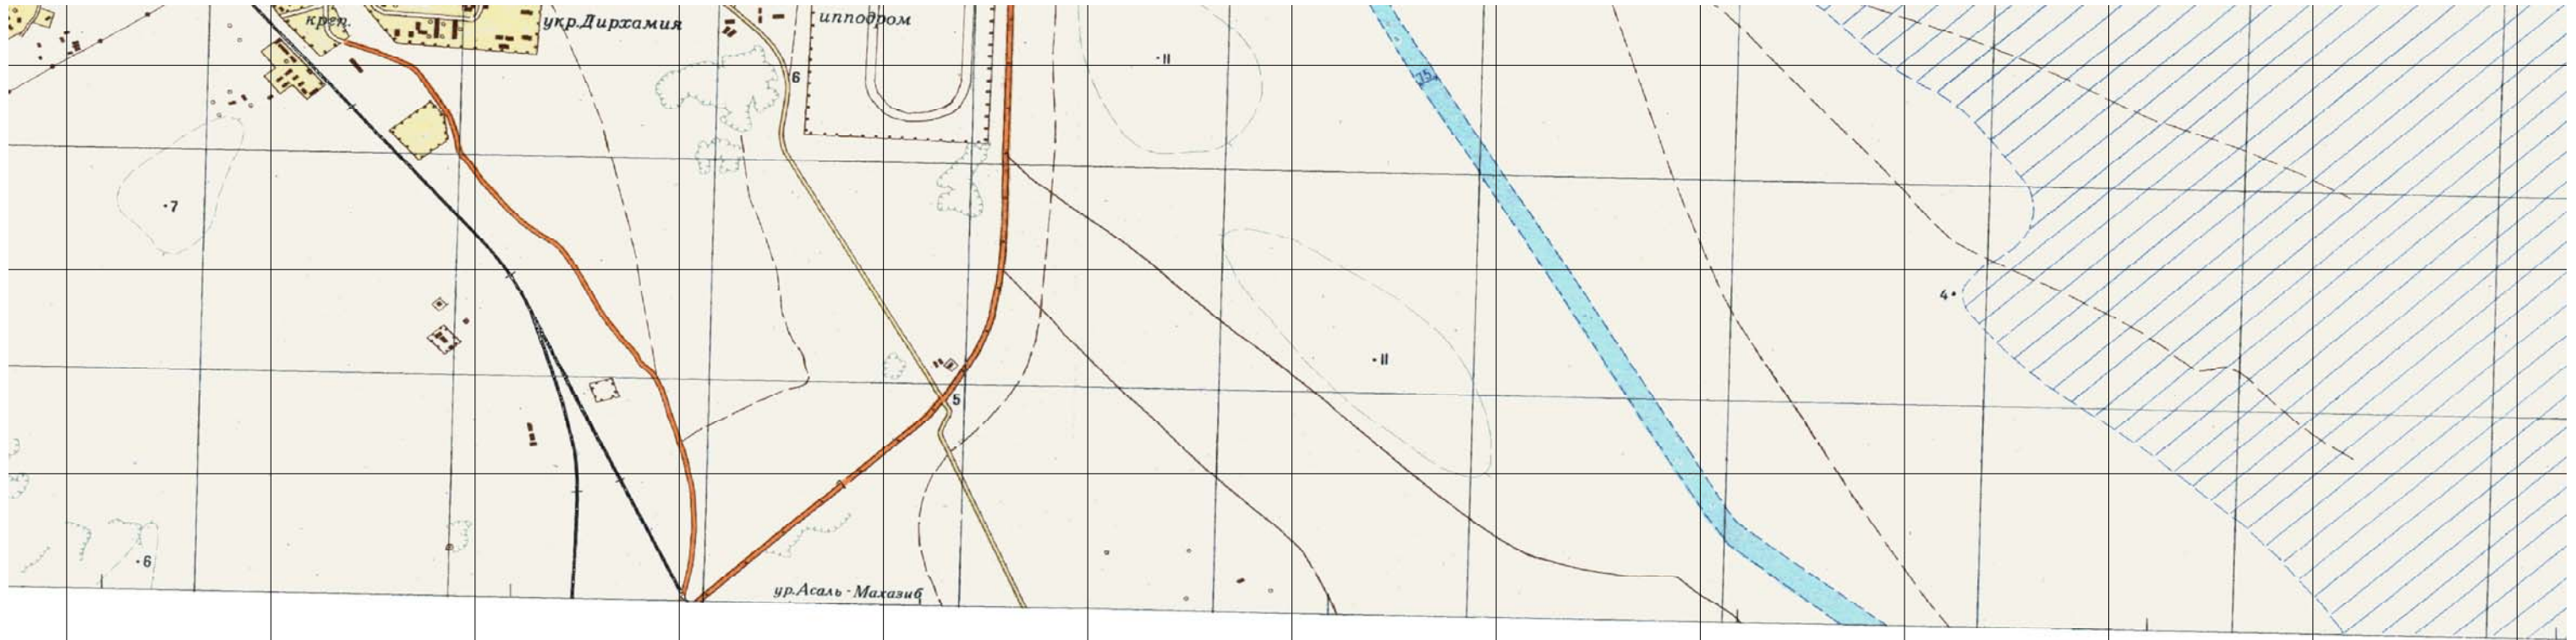 креп.
укр.Дирхамия
ипподром
6
·11
75
·7
4·
·11
5
·6
ур.Асаль-Махазиб